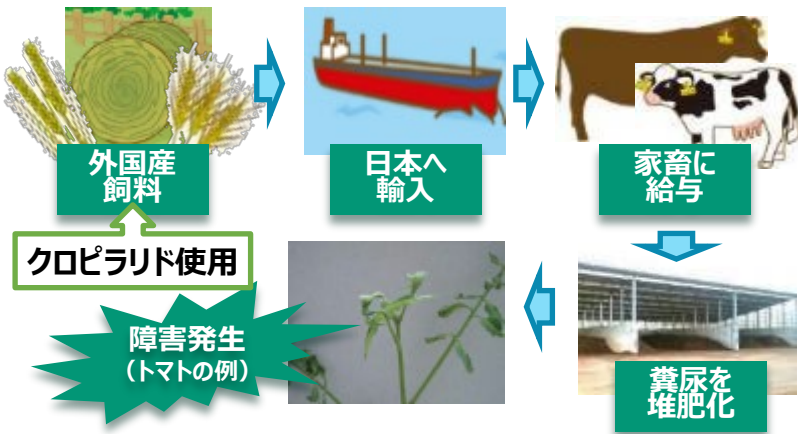 外国産
飼料
日本へ
輸入
家畜に
給与
クロピラリド使用
糞尿を
堆肥化
障害発生
（トマトの例）